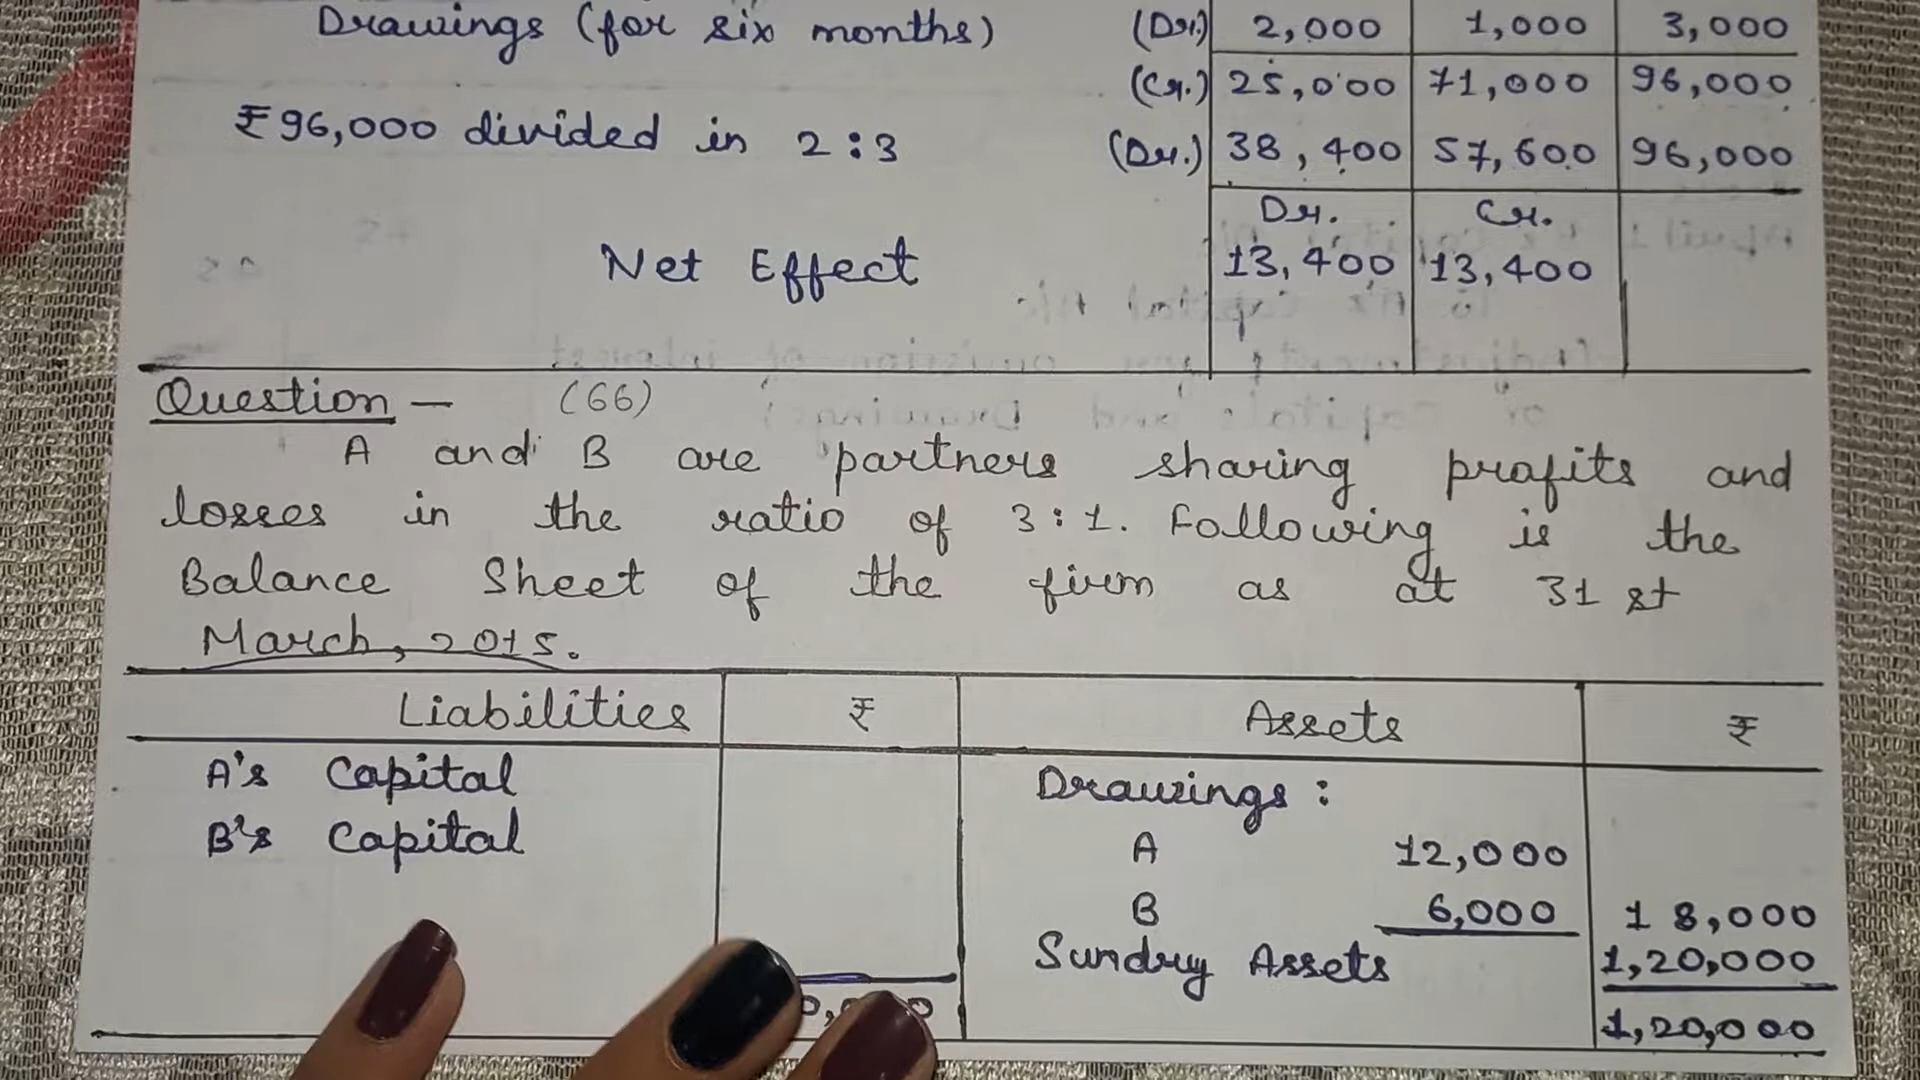 Drawings (for six months) (Dr.) 2,000 1,000 3,000
(Cr.) 25,000 71,000 96,000
₹96,000 divided in 2:3 (Dr.) 38,400 57,600 96,000
Dr. Cr.
Net Effect 13,400 13,400
Question — (66)
A and B are partners sharing profits and
losses in the ratio of 3:1. Following is the
Balance Sheet of the firm as at 31st
March, 2015.
Liabilities ₹ Assets ₹
A's Capital Drawings:
B's Capital A 12,000
B 6,000 18,000
Sundry Assets 1,20,000
1,20,000